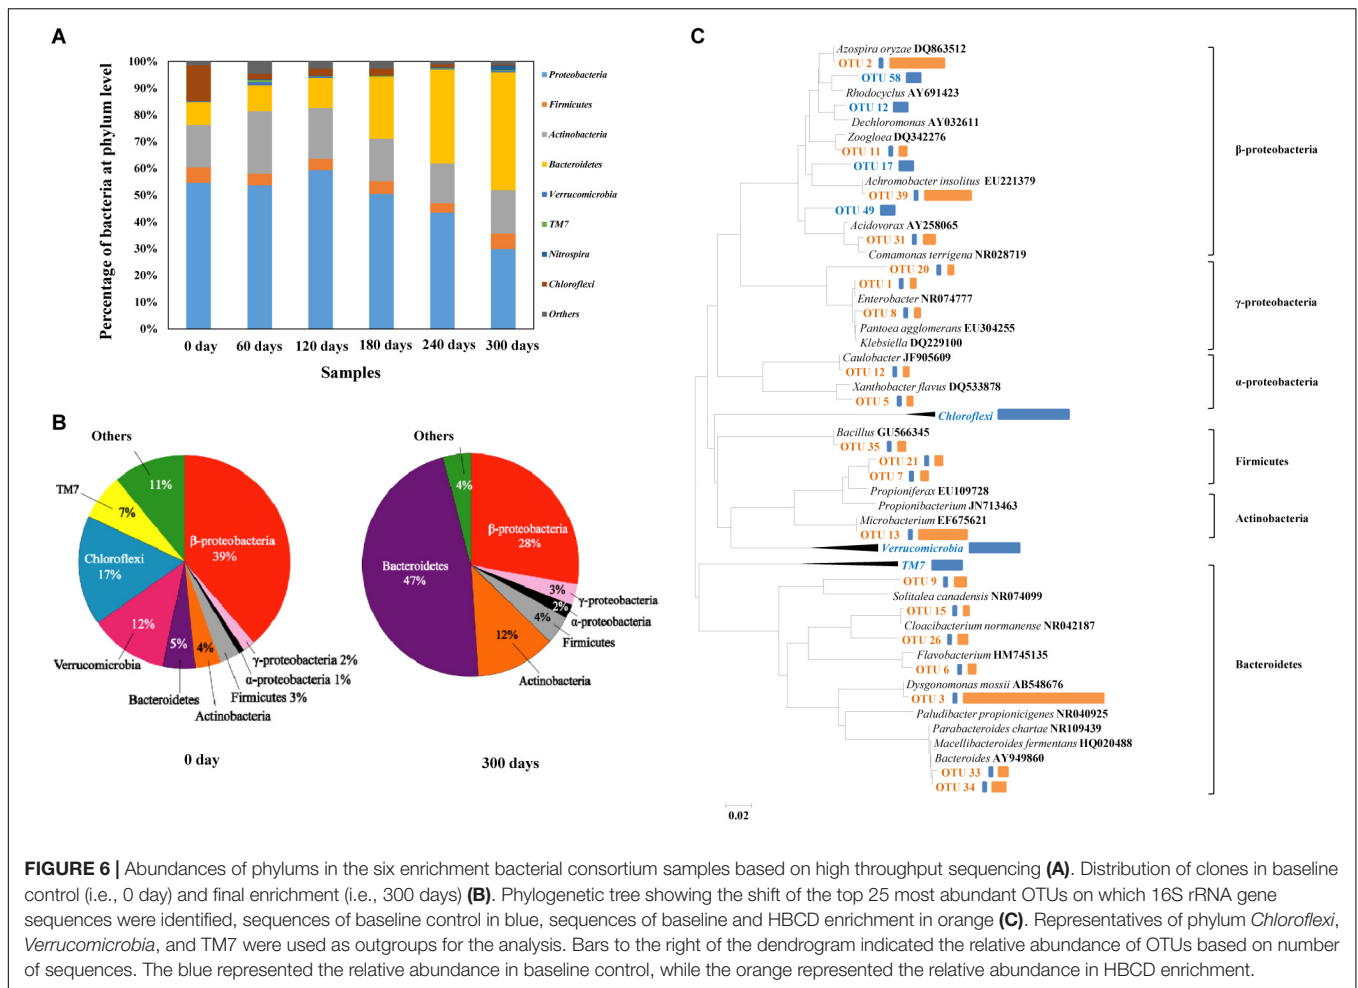 A
Percentage of bacteria at phylum level
100%
90%
80%
70%
60%
50%
40%
30%
20%
10%
0%
0 day
60 days
120 days
180 days
240 days
300 days
Samples
Proteobacteria
Firmicutes
Actinobacteria
Bacteroidetes
Verrucomicrobia
TM7
Nitrospira
Chloroflexi
Others
B
Others
11%
TM7
7%
Chloroflexi
17%
β-proteobacteria
39%
12%
Verrucomicrobia
5%
Bacteroidetes
4%
Actinobacteria
Firmicutes 3%
α-proteobacteria 1%
γ-proteobacteria 2%
0 day
Others
4%
β-proteobacteria
28%
Bacteroidetes
47%
3%
γ-proteobacteria
2%
α-proteobacteria
4%
Firmicutes
12%
Actinobacteria
300 days
C
Azospira oryzae DQ863512
OTU 2
OTU 58
Rhodocyclus AY691423
OTU 12
Dechloromonas AY032611
Zoogloea DQ342276
OTU 11
OTU 17
Achromobacter insolitus EU221379
OTU 39
OTU 49
Acidovorax AY258065
OTU 31
Comamonas terrigena NR028719
OTU 20
OTU 1
Enterobacter NR074777
OTU 8
Pantoea agglomerans EU304255
Klebsiella DQ229100
Caulobacter JF905609
OTU 12
Xanthobacter flavus DQ533878
OTU 5
Chloroflexi
Bacillus GU566345
OTU 35
OTU 21
OTU 7
Propioniferax EU109728
Propionibacterium JN713463
Microbacterium EF675621
OTU 13
Verrucomicrobia
TM7
OTU 9
Solitalea canadensis NR074099
OTU 15
Cloacibacterium normanense NR042187
OTU 26
Flavobacterium HM745135
OTU 6
Dysgonomonas mossii AB548676
OTU 3
Paludibacter propionicigenes NR040925
Parabacteroides chartae NR109439
Macellibacteroides fermentans HQ020488
Bacteroides AY949860
OTU 33
OTU 34
0.02
β-proteobacteria
γ-proteobacteria
α-proteobacteria
Firmicutes
Actinobacteria
Bacteroidetes
FIGURE 6 | Abundances of phylums in the six enrichment bacterial consortium samples based on high throughput sequencing (A). Distribution of clones in baseline
control (i.e., 0 day) and final enrichment (i.e., 300 days) (B). Phylogenetic tree showing the shift of the top 25 most abundant OTUs on which 16S rRNA gene
sequences were identified, sequences of baseline control in blue, sequences of baseline and HBCD enrichment in orange (C). Representatives of phylum Chloroflexi,
Verrucomicrobia, and TM7 were used as outgroups for the analysis. Bars to the right of the dendrogram indicated the relative abundance of OTUs based on number
of sequences. The blue represented the relative abundance in baseline control, while the orange represented the relative abundance in HBCD enrichment.